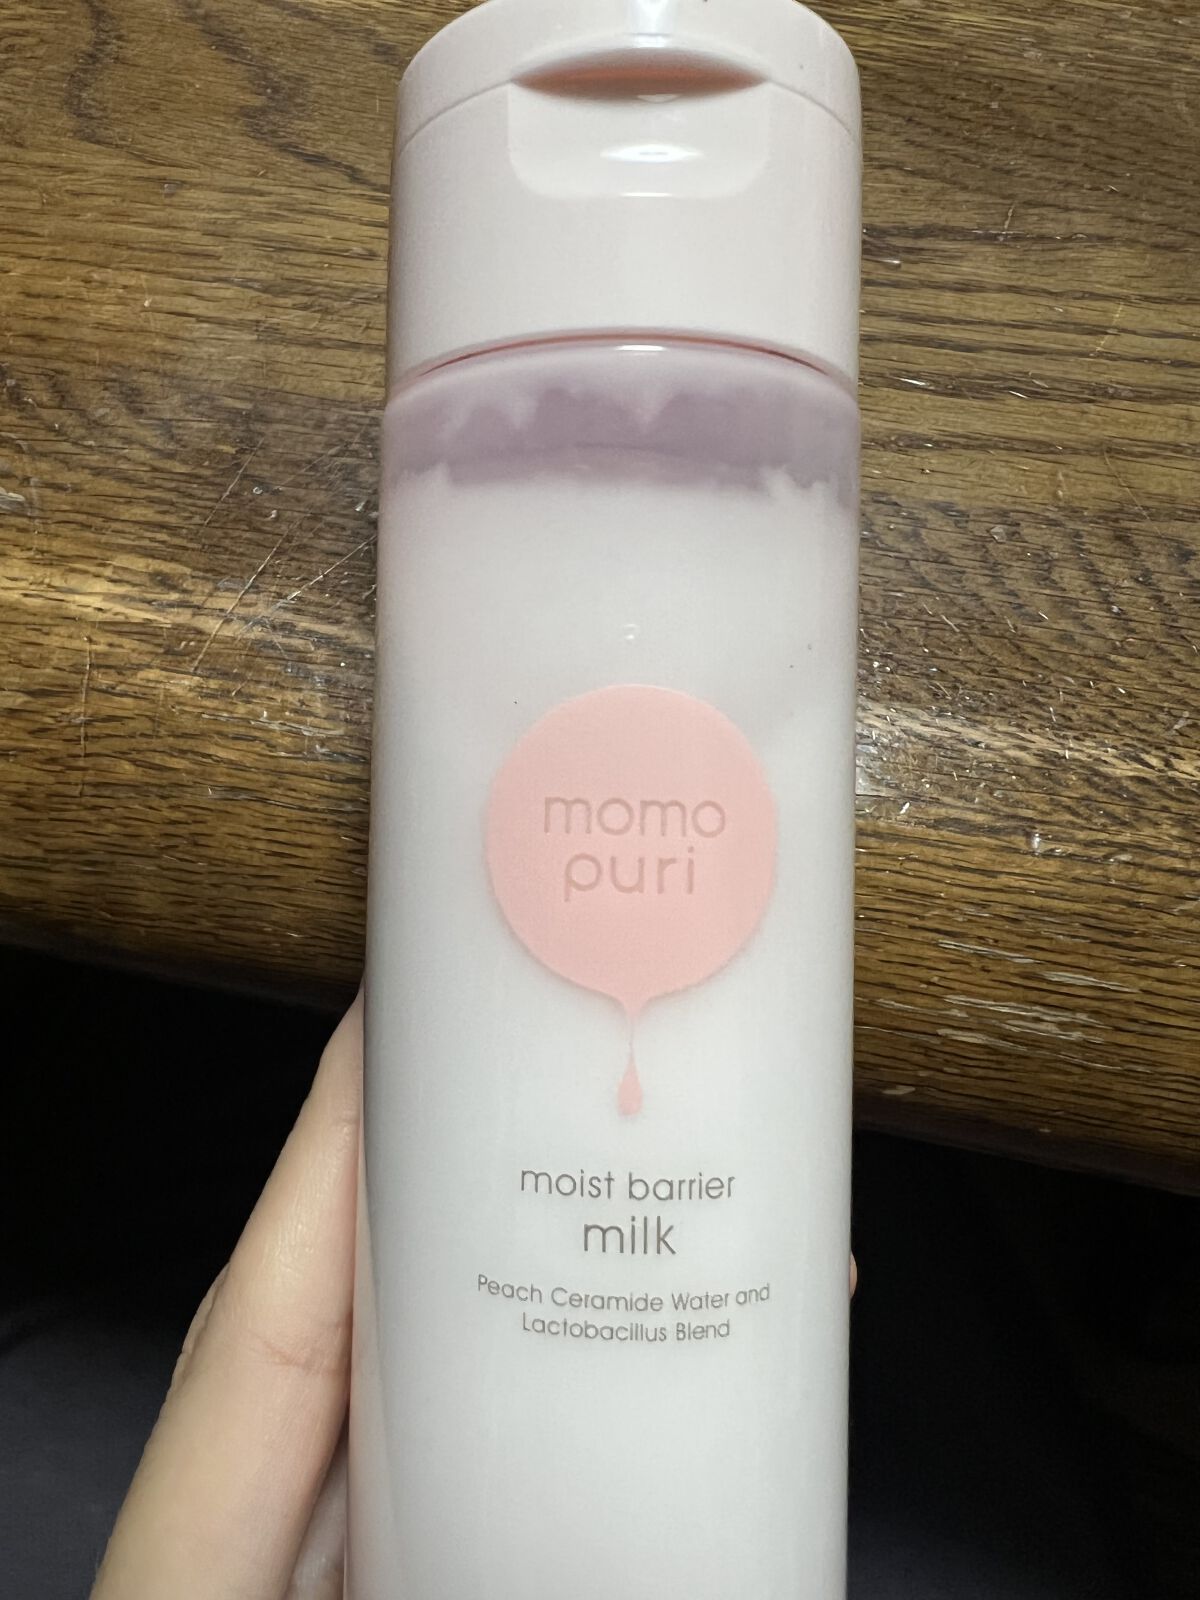 momo
puri
moist barrier
milk
Peach Ceramide Water and
Lactobacillus Blend